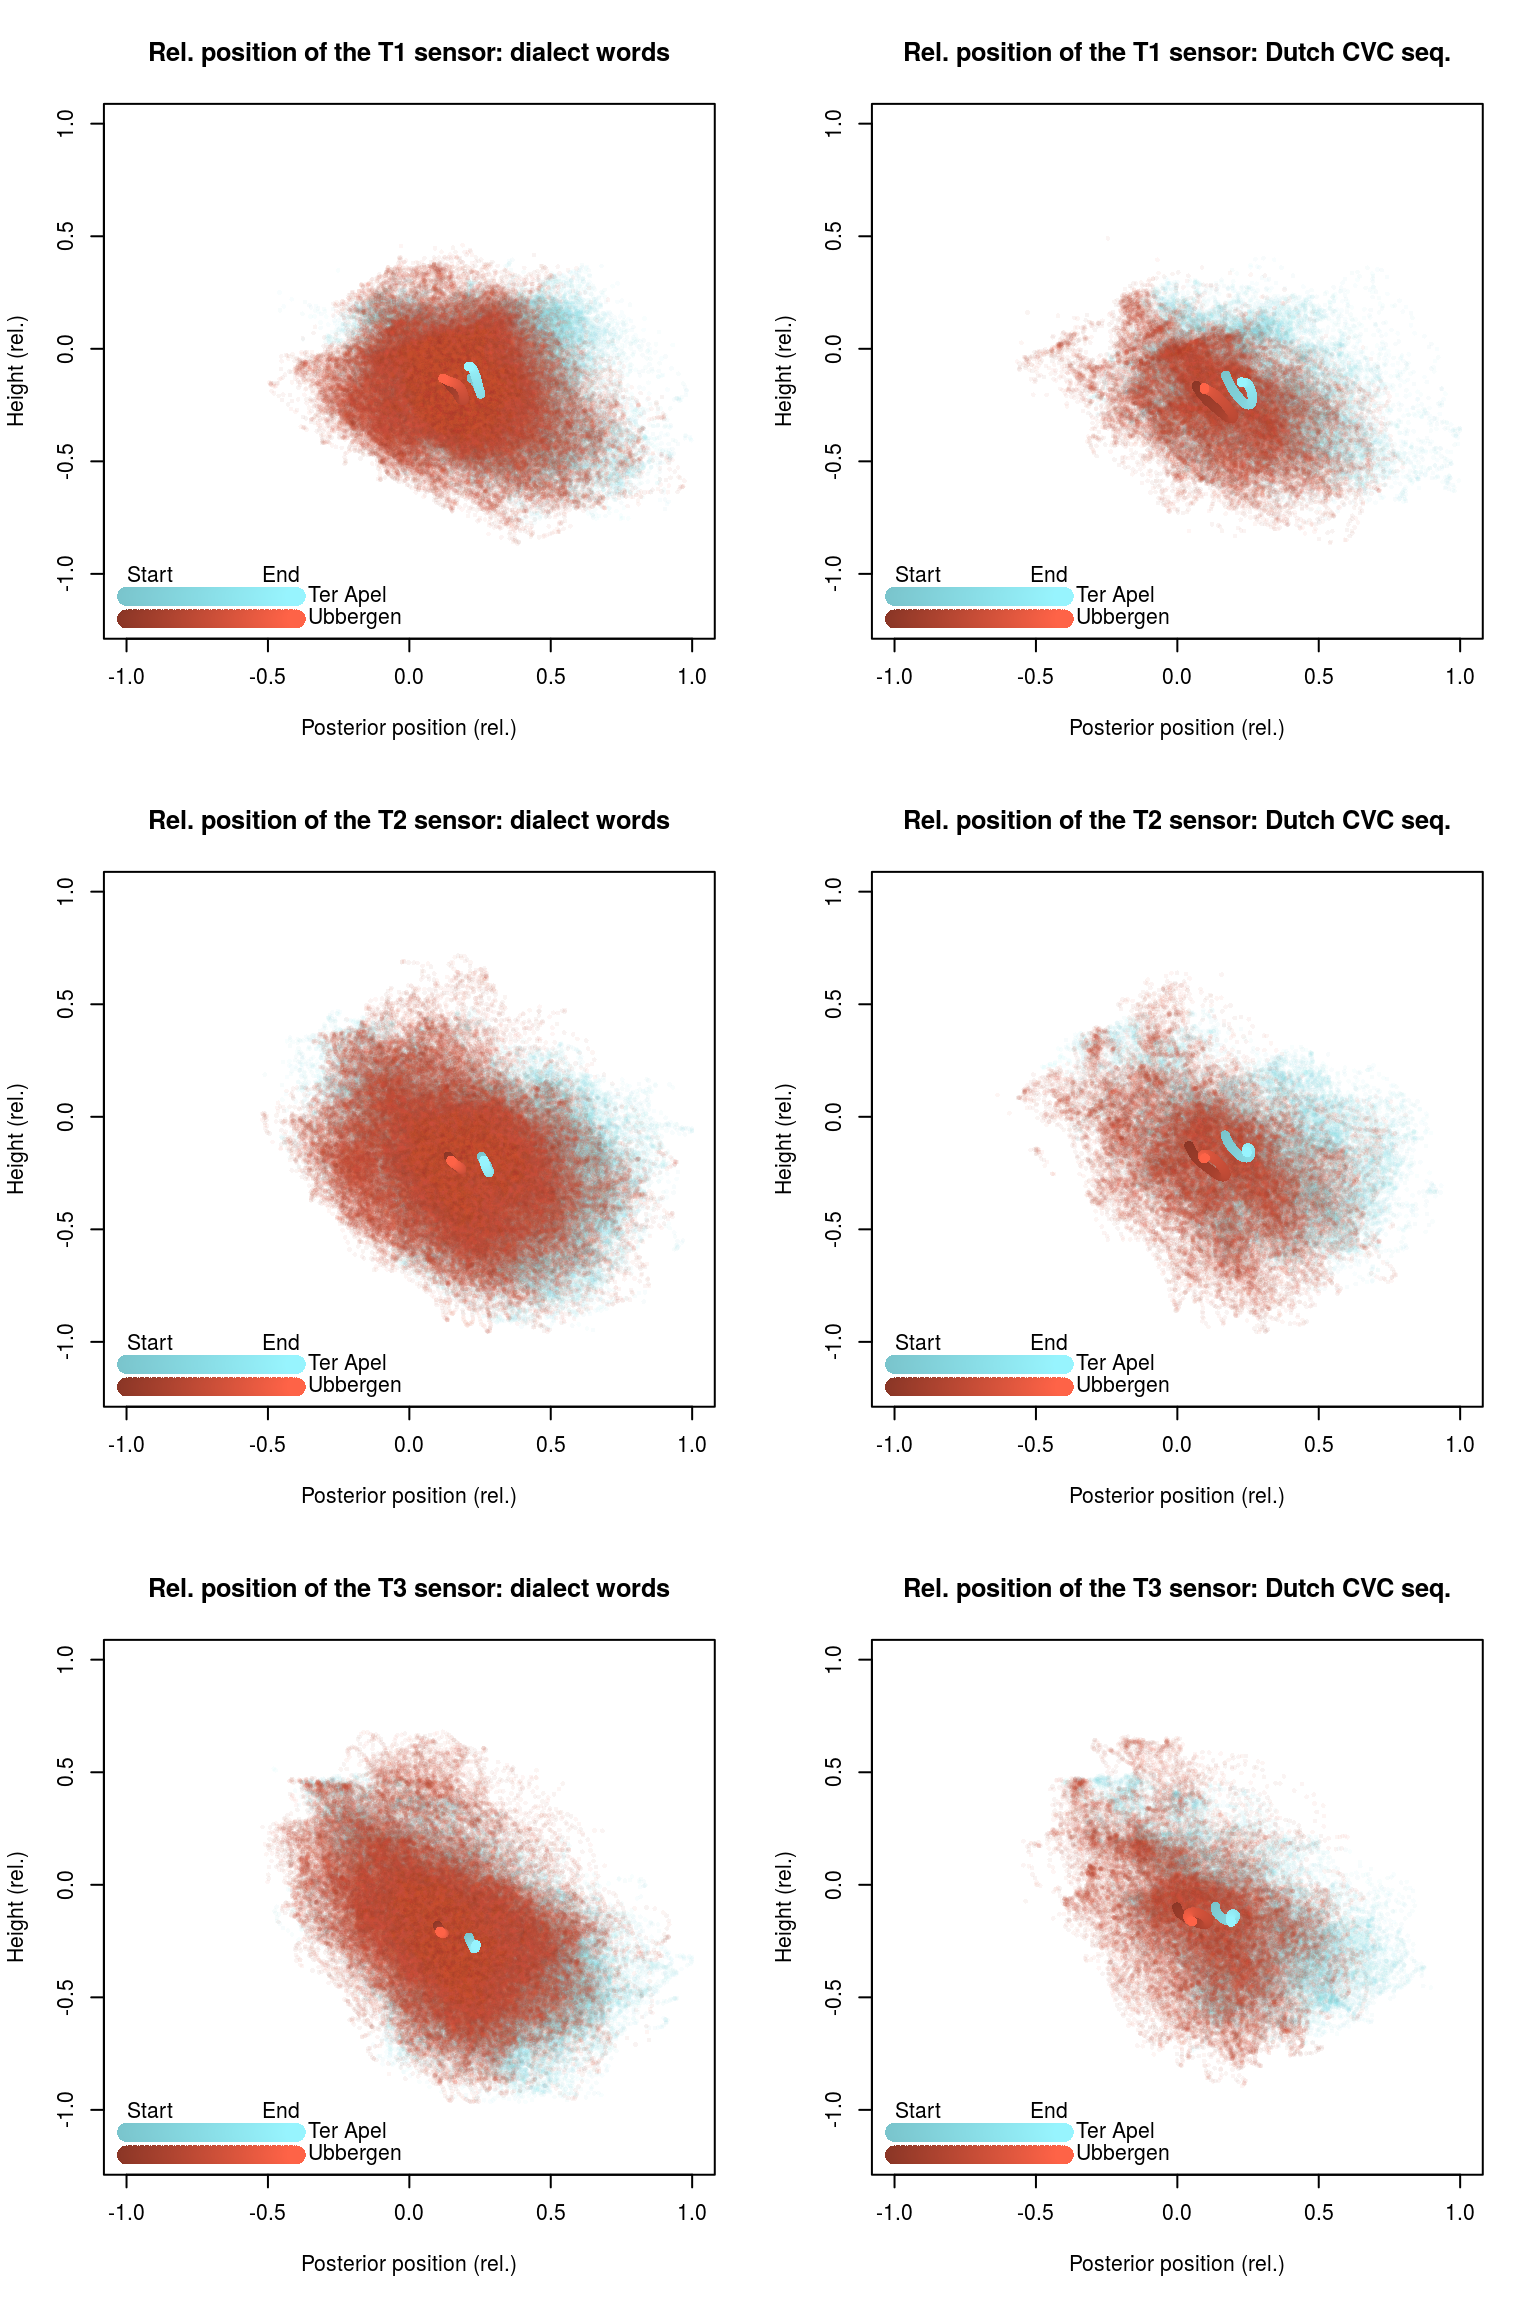 Rel. position of the T1 sensor: dialect words
Height (rel.)
1.0
0.5
0.0
-0.5
-1.0
Start End
Ter Apel
Ubbergen
-1.0 -0.5 0.0 0.5 1.0
Posterior position (rel.)
Rel. position of the T1 sensor: Dutch CVC seq.
Height (rel.)
1.0
0.5
0.0
-0.5
-1.0
Start End
Ter Apel
Ubbergen
-1.0 -0.5 0.0 0.5 1.0
Posterior position (rel.)
Rel. position of the T2 sensor: dialect words
Height (rel.)
1.0
0.5
0.0
-0.5
-1.0
Start End
Ter Apel
Ubbergen
-1.0 -0.5 0.0 0.5 1.0
Posterior position (rel.)
Rel. position of the T2 sensor: Dutch CVC seq.
Height (rel.)
1.0
0.5
0.0
-0.5
-1.0
Start End
Ter Apel
Ubbergen
-1.0 -0.5 0.0 0.5 1.0
Posterior position (rel.)
Rel. position of the T3 sensor: dialect words
Height (rel.)
1.0
0.5
0.0
-0.5
-1.0
Start End
Ter Apel
Ubbergen
-1.0 -0.5 0.0 0.5 1.0
Posterior position (rel.)
Rel. position of the T3 sensor: Dutch CVC seq.
Height (rel.)
1.0
0.5
0.0
-0.5
-1.0
Start End
Ter Apel
Ubbergen
-1.0 -0.5 0.0 0.5 1.0
Posterior position (rel.)